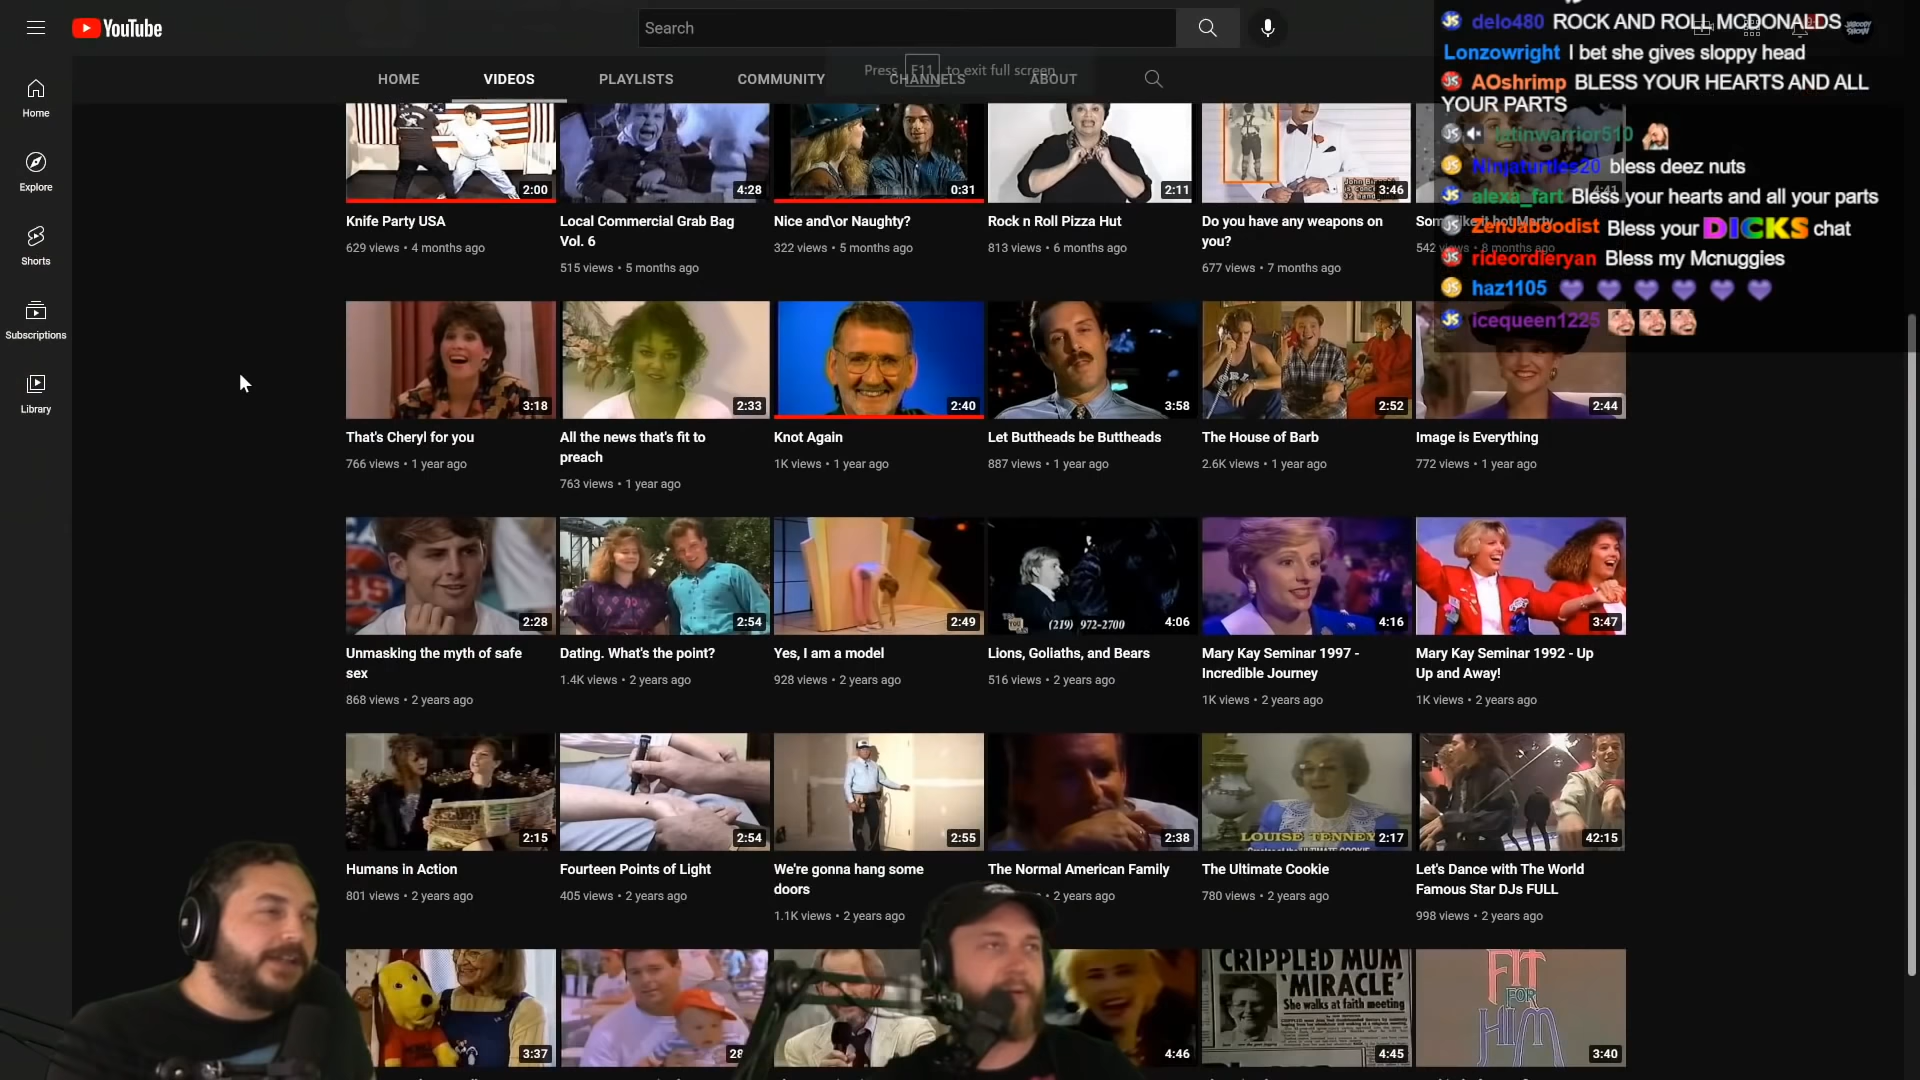 YouTube
Search
Press F11 to exit full screen
HOME
VIDEOS
PLAYLISTS
COMMUNITY
CHANNELS
ABOUT
Home
Explore
Shorts
Subscriptions
Library
delo480 ROCK AND ROLL MCDONALDS
Lonzowright I bet she gives sloppy head
AOshrimp BLESS YOUR HEARTS AND ALL
YOUR PARTS
latinwarrior510
Ninjaturtles20 bless deez nuts
alexa_fart Bless your hearts and all your parts
ZenJaboodist Bless your DICKS chat
rideordieryan Bless my Mcnuggies
haz1105
icequeen1225
2:00
4:28
0:31
2:11
3:46
4:41
Knife Party USA
629 views • 4 months ago
Local Commercial Grab Bag
Vol. 6
515 views • 5 months ago
Nice and\or Naughty?
322 views • 5 months ago
Rock n Roll Pizza Hut
813 views • 6 months ago
Do you have any weapons on
you?
677 views • 7 months ago
Some like it hot Marty
542 views • 8 months ago
3:18
2:33
2:40
3:58
2:52
2:44
That's Cheryl for you
766 views • 1 year ago
All the news that's fit to
preach
763 views • 1 year ago
Knot Again
1K views • 1 year ago
Let Buttheads be Buttheads
887 views • 1 year ago
The House of Barb
2.6K views • 1 year ago
Image is Everything
772 views • 1 year ago
2:28
2:54
2:49
(219) 972-2700
4:06
4:16
3:47
Unmasking the myth of safe
sex
868 views • 2 years ago
Dating. What's the point?
1.4K views • 2 years ago
Yes, I am a model
928 views • 2 years ago
Lions, Goliaths, and Bears
516 views • 2 years ago
Mary Kay Seminar 1997 -
Incredible Journey
1K views • 2 years ago
Mary Kay Seminar 1992 - Up
Up and Away!
1K views • 2 years ago
2:15
2:54
2:55
2:38
LOUISE TENNEY
2:17
42:15
Humans in Action
801 views • 2 years ago
Fourteen Points of Light
405 views • 2 years ago
We're gonna hang some
doors
1.1K views • 2 years ago
The Normal American Family
• 2 years ago
The Ultimate Cookie
780 views • 2 years ago
Let's Dance with The World
Famous Star DJs FULL
998 views • 2 years ago
3:37
28
4:46
CRIPPLED MUM
'MIRACLE'
She walks at faith meeting
4:45
FIT
FOR
HIM
3:40